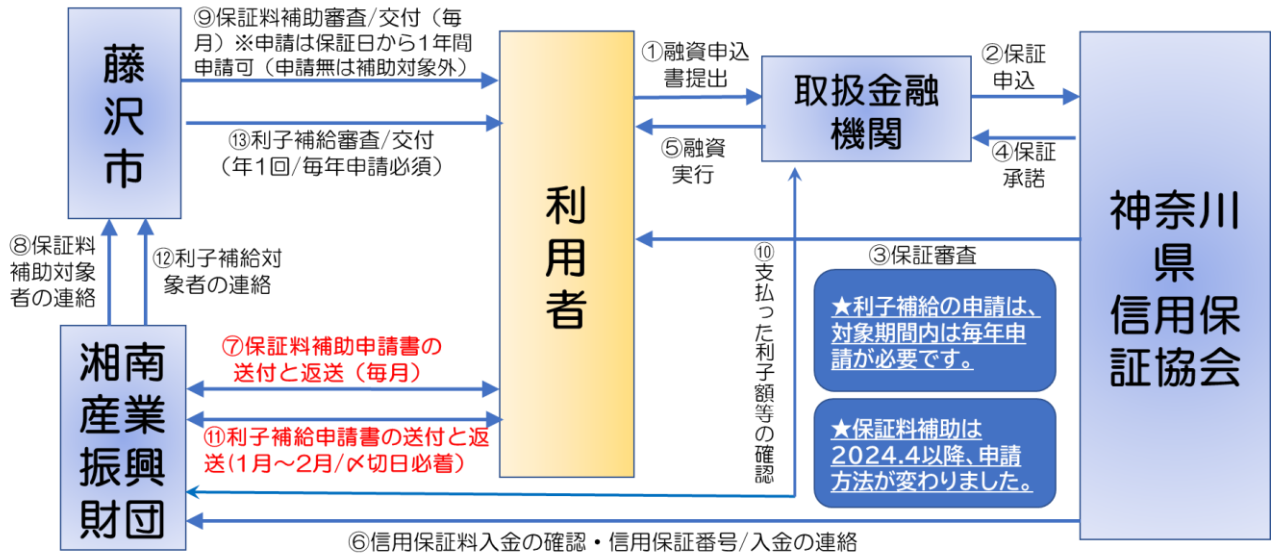 ⑨保証料補助審査/交付（毎
月）※申請は保証日から1年間
申請可（申請無は補助対象外）
藤
沢
市
⑬利子補給審査/交付
（年1回/毎年申請必須）
利
用
者
①融資申込
書提出
取扱金融
機関
⑤融資
実行
②保証
申込
④保証
承諾
神奈川
県
信用保
証協会
③保証審査
⑧保証料
補助対象
者の連絡
⑫利子補給対
象者の連絡
⑩支払った利子額等の確認
★利子補給の申請は、
対象期間内は毎年申
請が必要です。
★保証料補助は
2024.4以降、申請
方法が変わりました。
湘南
産業
振興
財団
⑦保証料補助申請書の
送付と返送（毎月）
⑪利子補給申請書の送付と返
送(1月～2月/〆切日必着）
⑥信用保証料入金の確認・信用保証番号/入金の連絡